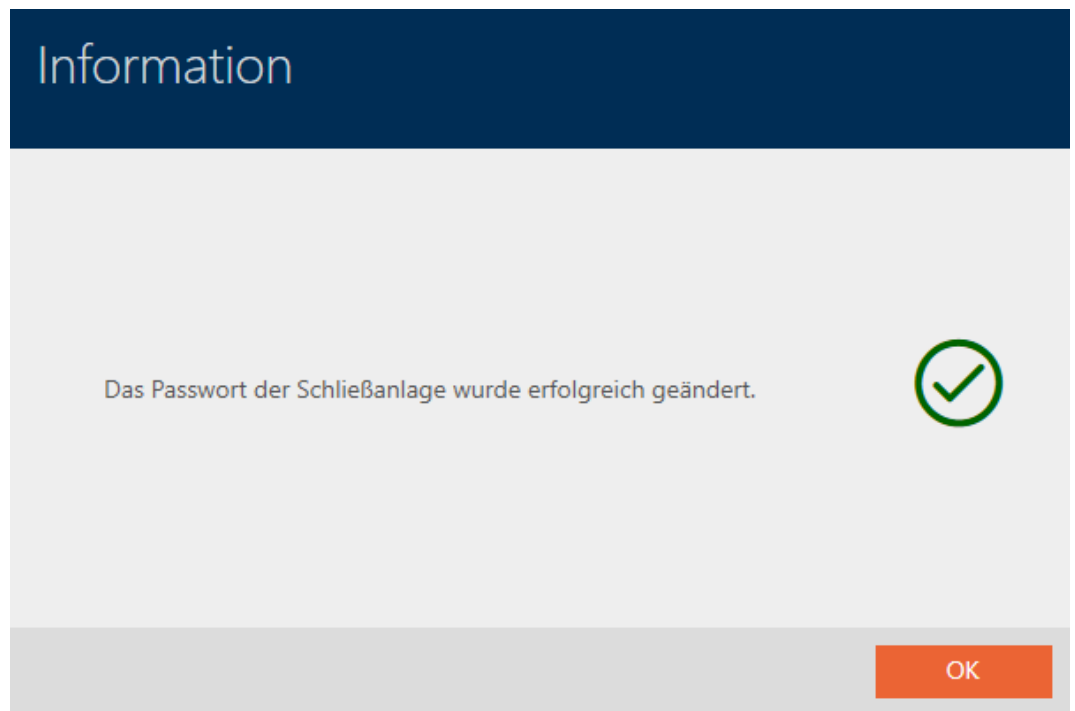 Information
Das Passwort der Schließanlage wurde erfolgreich geändert.
OK